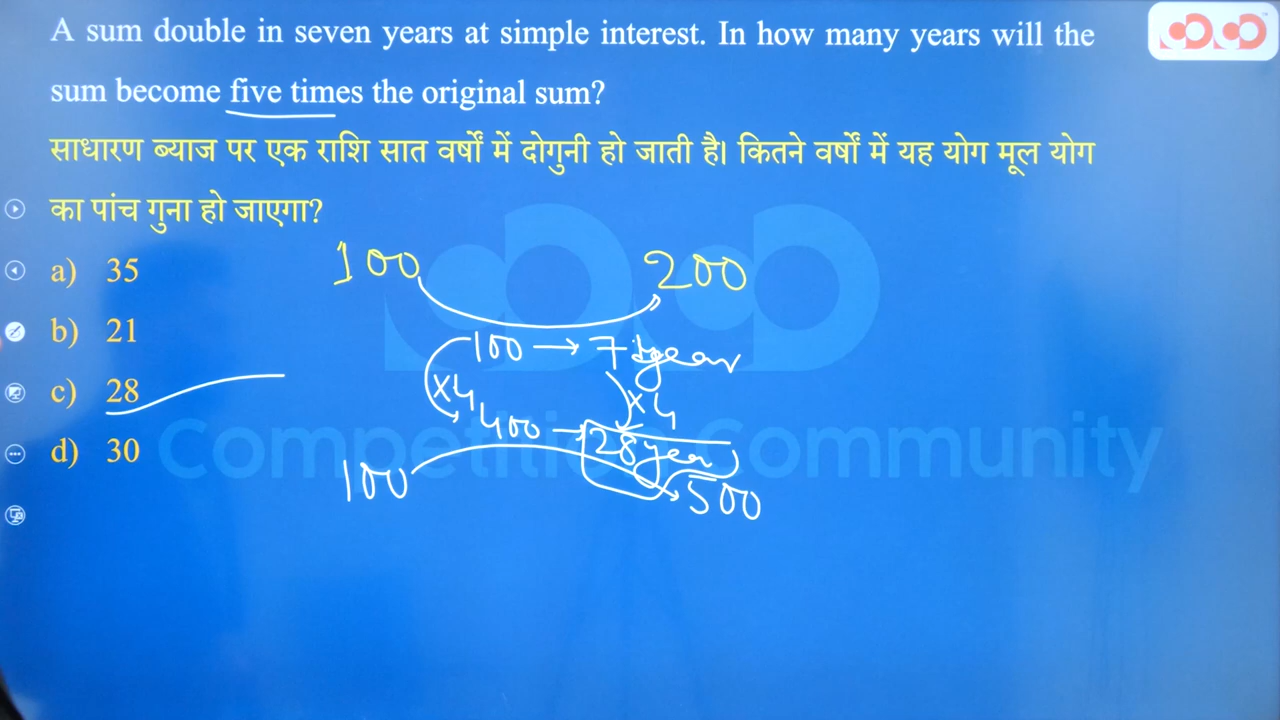 A sum double in seven years at simple interest. In how many years will the
sum become five times the original sum?
साधारण ब्याज पर एक राशि सात वर्षों में दोगुनी हो जाती है। कितने वर्षों में यह योग मूल योग
का पांच गुना हो जाएगा?
a) 35
b) 21
c) 28
d) 30
100 200
100 → 7 year
×4 ×4
400 → 28 year
100 500
Competition Community